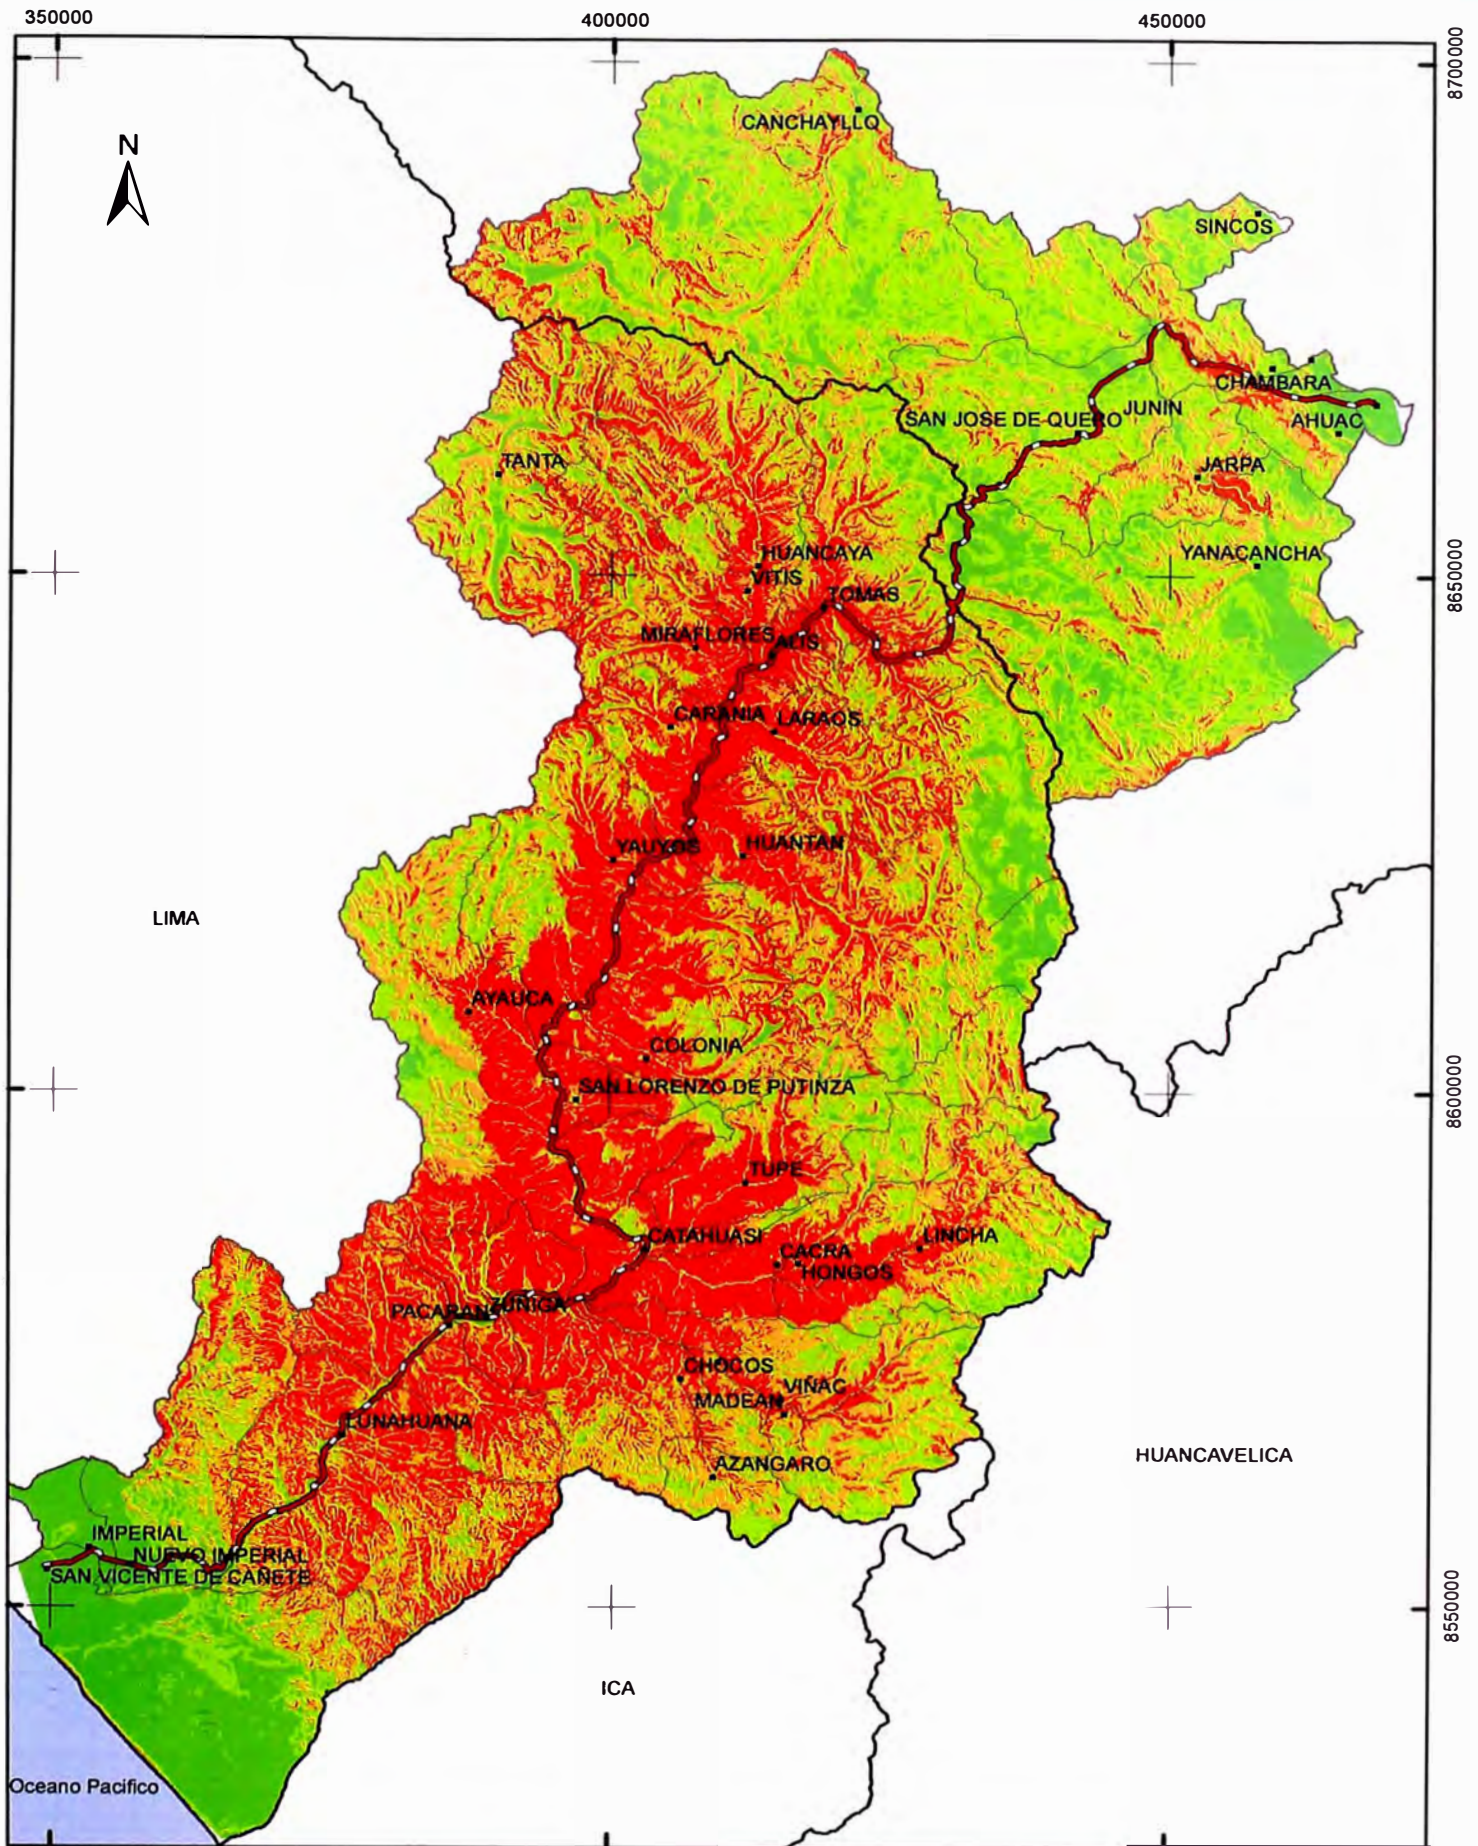 350000
400000
450000
8700000
N
CANCHAYLLO
SINCOS
CHAMBARA
SAN JOSE DE QUERO
JUNIN
AHUAC
TANTA
JARPA
HUANCAYA
YANACANCHA
VITIS
8650000
TOMAS
MIRAFLORES
ALIS
CARANIA
LARAOS
YAUYOS
HUANTAN
LIMA
AYAUCA
COLONIA
SAN LORENZO DE PUTINZA
8600000
TUPE
CATAHUASI
LINCHA
CACRA
HONGOS
PACARAN
ZUÑIGA
CHOCOS
VIÑAC
MADEAN
LUNAHUANA
AZANGARO
HUANCAVELICA
IMPERIAL
NUEVO IMPERIAL
SAN VICENTE DE CAÑETE
8550000
ICA
Oceano Pacifico